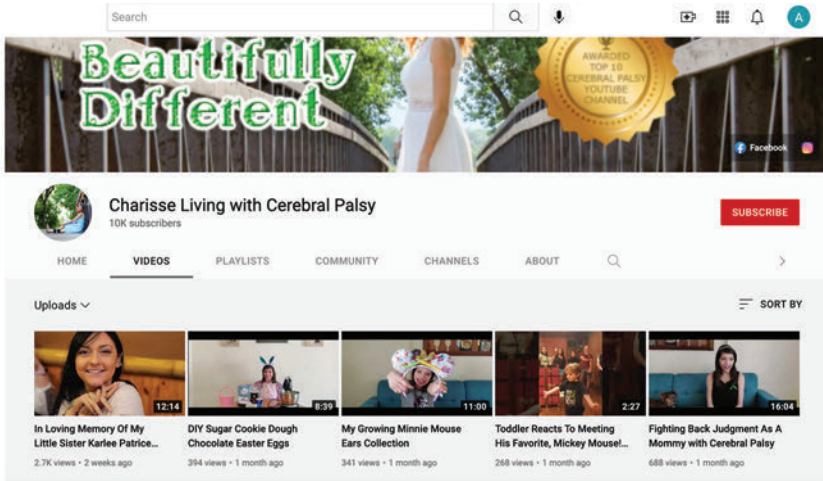 Search
A
Beautifully
Different
AWARDED
TOP 10
CEREBRAL PALSY
YOUTUBE
CHANNEL
Facebook
Charisse Living with Cerebral Palsy
10K subscribers
SUBSCRIBE
HOME VIDEOS PLAYLISTS COMMUNITY CHANNELS ABOUT
Uploads
SORT BY
12:14
8:39
11:00
2:27
16:04
In Loving Memory Of My
Little Sister Karlee Patrice...
2.7K views • 2 weeks ago
DIY Sugar Cookie Dough
Chocolate Easter Eggs
394 views • 1 month ago
My Growing Minnie Mouse
Ears Collection
341 views • 1 month ago
Toddler Reacts To Meeting
His Favorite, Mickey Mouse!...
268 views • 1 month ago
Fighting Back Judgment As A
Mommy with Cerebral Palsy
688 views • 1 month ago